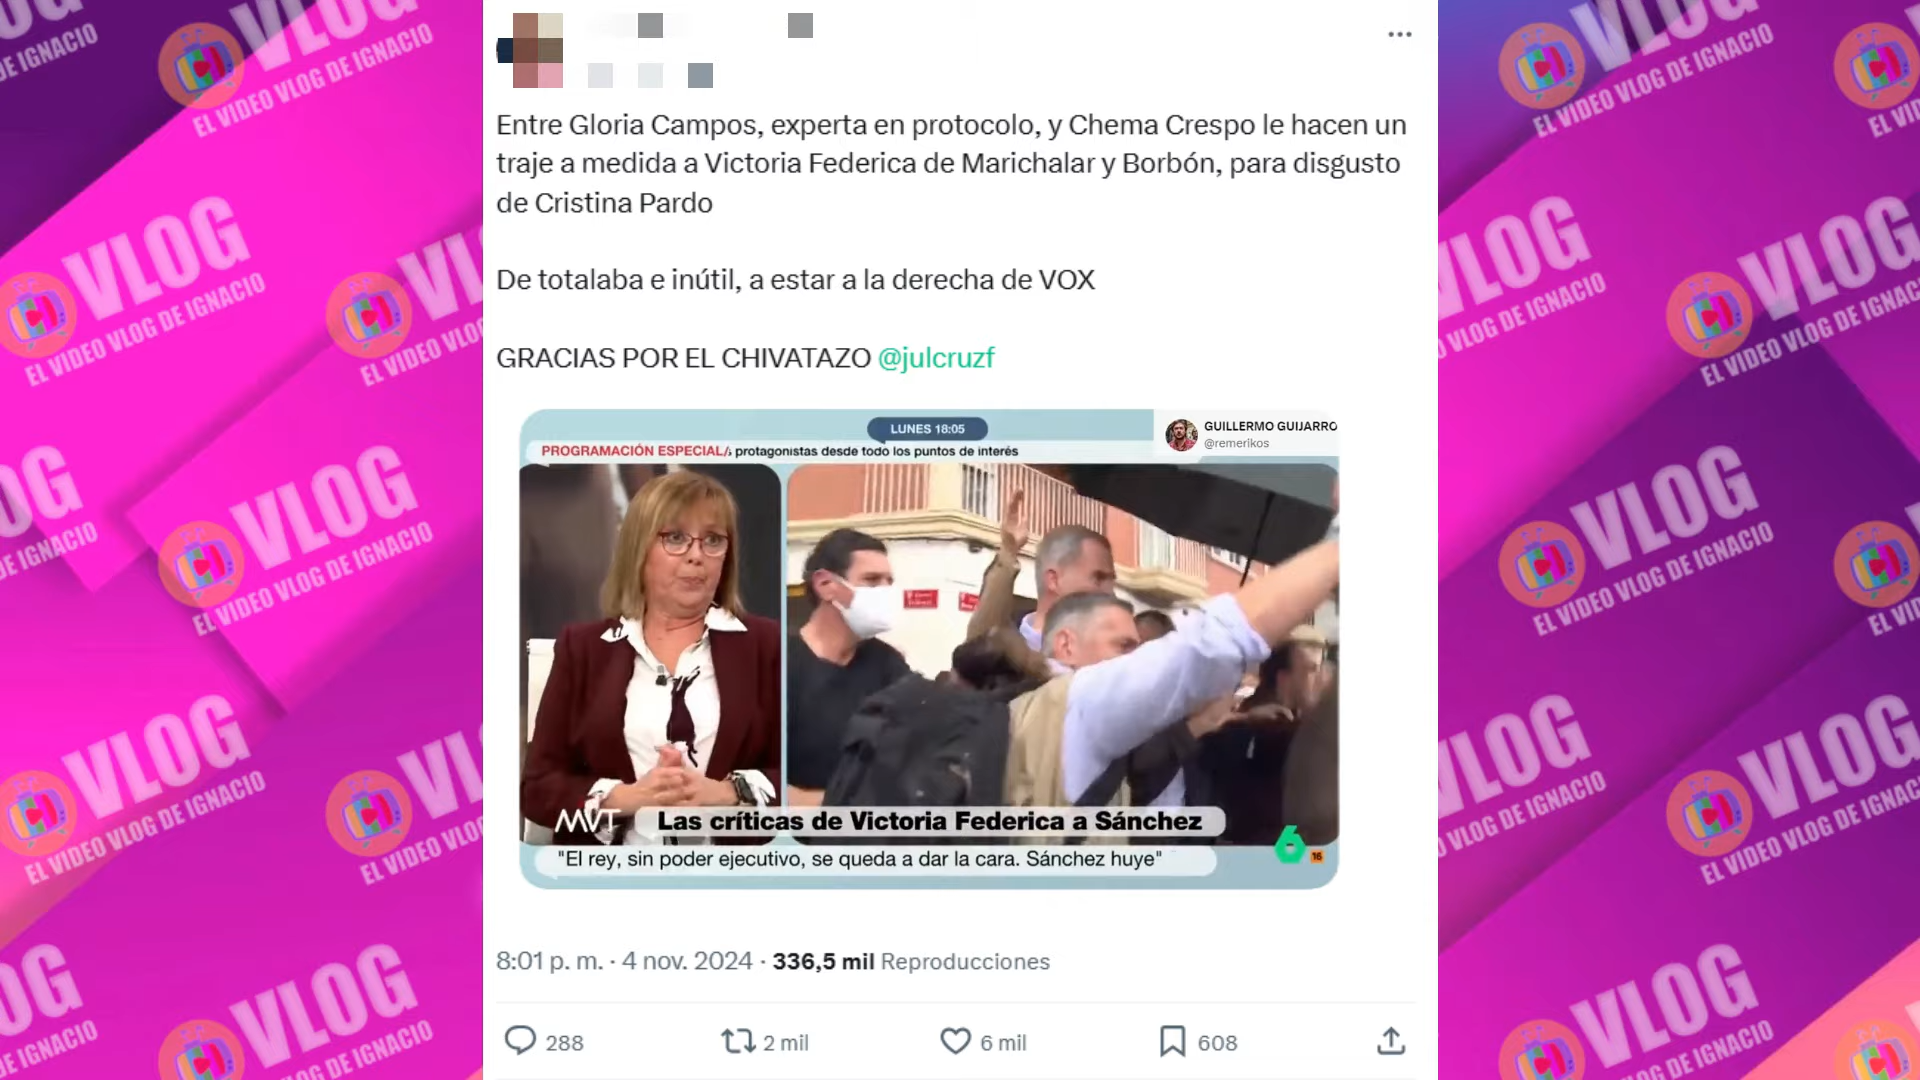 Entre Gloria Campos, experta en protocolo, y Chema Crespo le hacen un
traje a medida a Victoria Federica de Marichalar y Borbón, para disgusto
de Cristina Pardo
De totalaba e inútil, a estar a la derecha de VOX
GRACIAS POR EL CHIVATAZO @julcruzf
LUNES 18:05
GUILLERMO GUIJARRO
@remerikos
PROGRAMACIÓN ESPECIAL/ protagonistas desde todo los puntos de interés
MVT
Las críticas de Victoria Federica a Sánchez
6
16
"El rey, sin poder ejecutivo, se queda a dar la cara. Sánchez huye"
8:01 p. m. · 4 nov. 2024 · 336,5 mil Reproducciones
288
2 mil
6 mil
608
VLOG
EL VIDEO VLOG DE IGNACIO